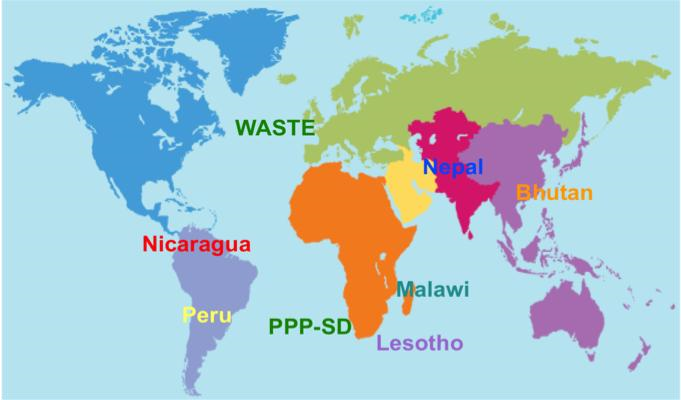 WASTE
Nepal
Bhutan
Nicaragua
Malawi
Peru
PPP-SD
Lesotho